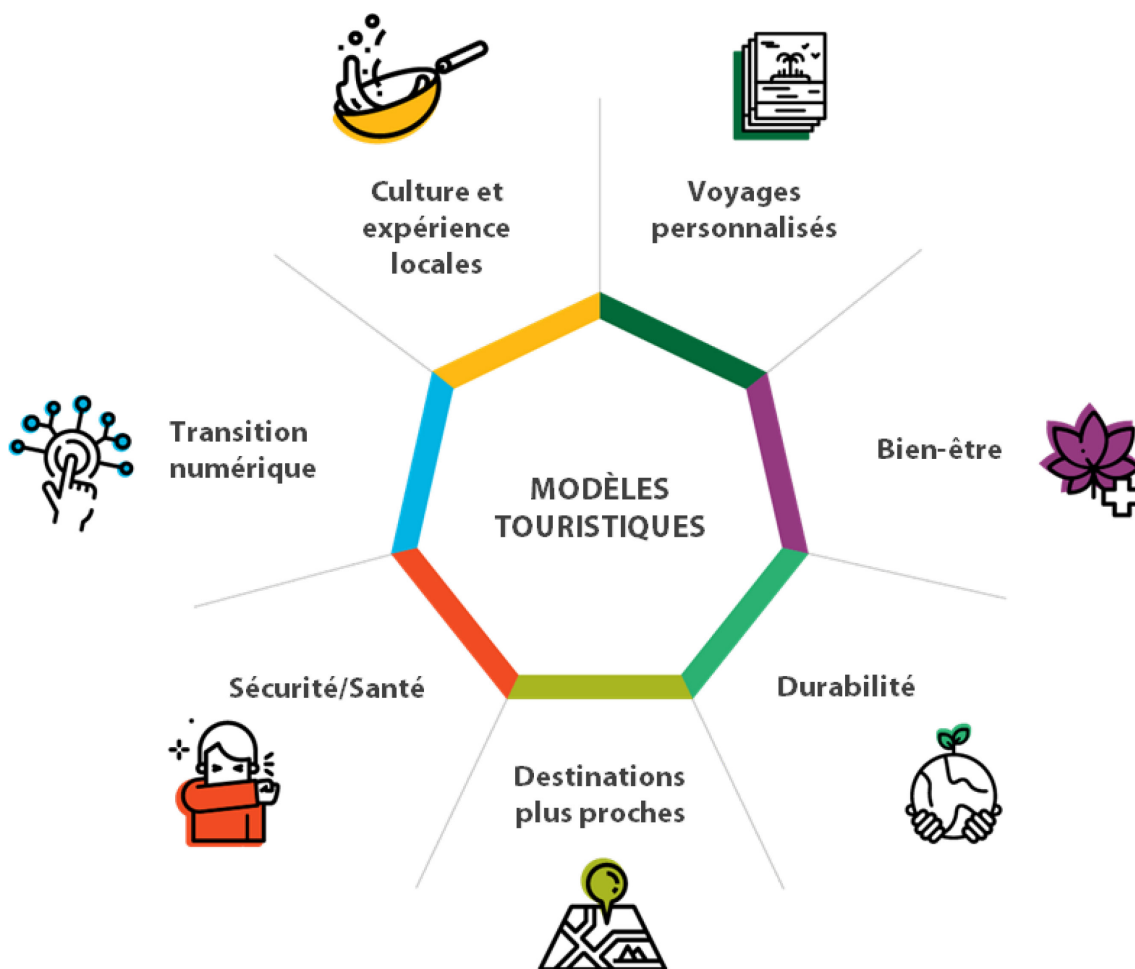 Culture et
expérience
locales
Voyages
personnalisés
Transition
numérique
Bien-être
MODÈLES
TOURISTIQUES
Sécurité/Santé
Durabilité
Destinations
plus proches